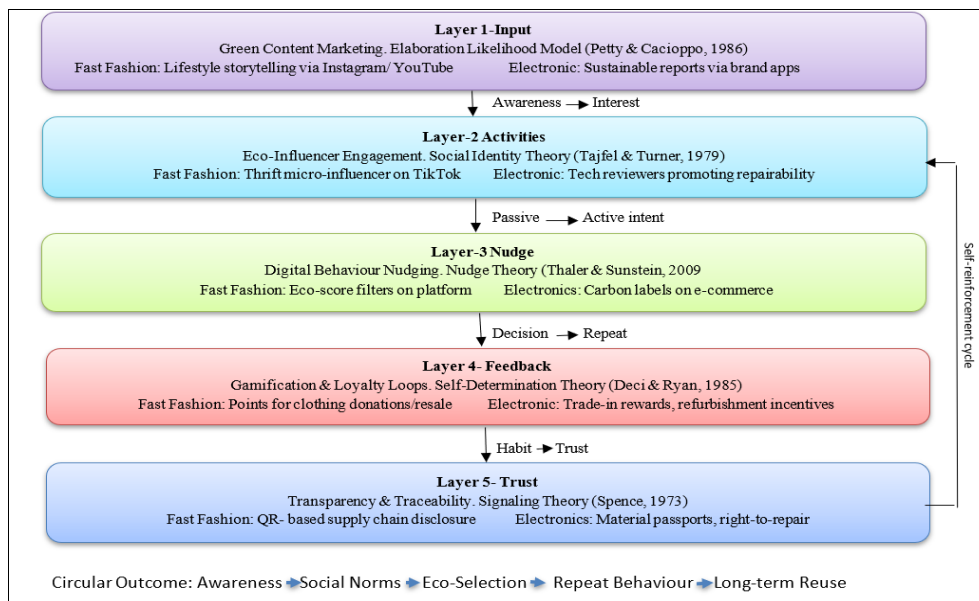 Layer 1-Input
Green Content Marketing. Elaboration Likelihood Model (Petty & Cacioppo, 1986)
Fast Fashion: Lifestyle storytelling via Instagram/ YouTube Electronic: Sustainable reports via brand apps
Awareness → Interest
Layer-2 Activities
Eco-Influencer Engagement. Social Identity Theory (Tajfel & Turner, 1979)
Fast Fashion: Thrift micro-influencer on TikTok Electronic: Tech reviewers promoting repairability
Passive → Active intent
Layer-3 Nudge
Digital Behaviour Nudging. Nudge Theory (Thaler & Sunstein, 2009
Fast Fashion: Eco-score filters on platform Electronics: Carbon labels on e-commerce
Decision → Repeat
Layer 4- Feedback
Gamification & Loyalty Loops. Self-Determination Theory (Deci & Ryan, 1985)
Fast Fashion: Points for clothing donations/resale Electronic: Trade-in rewards, refurbishment incentives
Habit → Trust
Layer 5- Trust
Transparency & Traceability. Signaling Theory (Spence, 1973)
Fast Fashion: QR- based supply chain disclosure Electronics: Material passports, right-to-repair
Self-reinforcement cycle
Circular Outcome: Awareness → Social Norms → Eco-Selection → Repeat Behaviour → Long-term Reuse